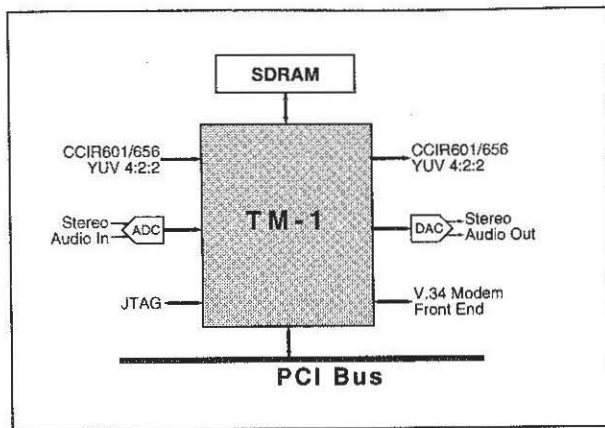 SDRAM
CCIR601/656
YUV 4:2:2
CCIR601/656
YUV 4:2:2
TM-1
Stereo
Audio In
ADC
DAC
Stereo
Audio Out
JTAG
V.34 Modem
Front End
PCI Bus